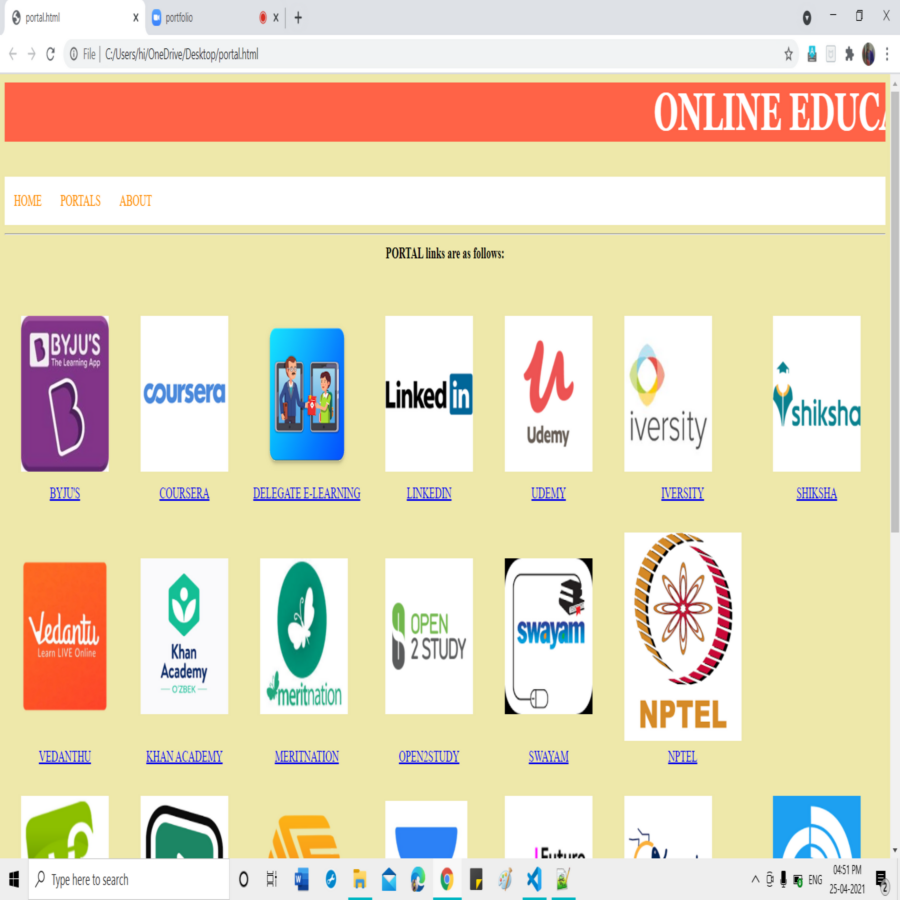 portal.html
portfolio
File
C:/Users/hi/OneDrive/Desktop/portal.html
ONLINE EDUCA
HOME PORTALS ABOUT
PORTAL links are as follows:
BYJU'S
The Learning App
B
coursera
Linked in
u
Udemy
iversity
shiksha
BYJU'S COURSERA DELEGATE E-LEARNING LINKEDIN UDEMY IVERSITY SHIKSHA
Vedantu
Learn LIVE Online
Khan
Academy
O'ZBEK
meritnation
OPEN
2 STUDY
swayam
NPTEL
VEDANTHU KHAN ACADEMY MERITNATION OPEN2STUDY SWAYAM NPTEL
Future
Type here to search
ENG
04:51 PM
25-04-2021
2